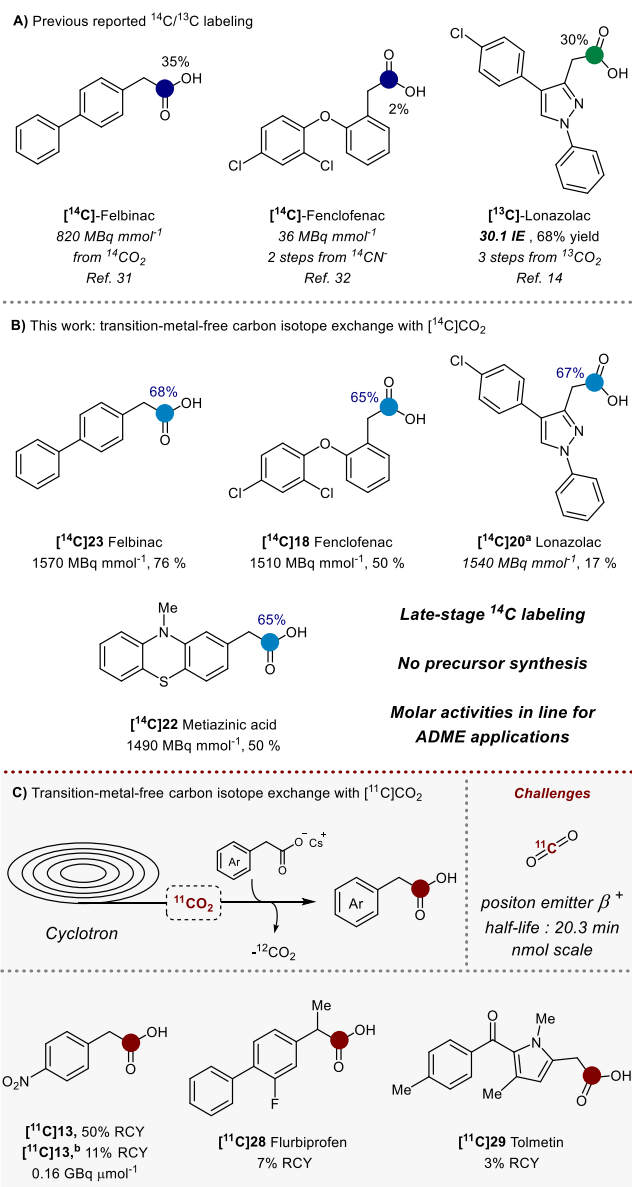 A) Previous reported ¹⁴C/¹³C labeling
35%
OH
O
O
OH
2%
O
Cl
Cl
Cl
30%
O
OH
N
N
[¹⁴C]-Felbinac
820 MBq mmol⁻¹
from ¹⁴CO₂
Ref. 31
[¹⁴C]-Fenclofenac
36 MBq mmol⁻¹
2 steps from ¹⁴CN⁻
Ref. 32
[¹³C]-Lonazolac
30.1 IE , 68% yield
3 steps from ¹³CO₂
Ref. 14
B) This work: transition-metal-free carbon isotope exchange with [¹⁴C]CO₂
68%
OH
O
65%
O
OH
O
Cl
Cl
Cl
67%
O
OH
N
N
[¹⁴C]23 Felbinac
1570 MBq mmol⁻¹, 76 %
[¹⁴C]18 Fenclofenac
1510 MBq mmol⁻¹, 50 %
[¹⁴C]20ᵃ Lonazolac
1540 MBq mmol⁻¹, 17 %
Me
N
S
65%
OH
O
[¹⁴C]22 Metiazinic acid
1490 MBq mmol⁻¹, 50 %
Late-stage ¹⁴C labeling
No precursor synthesis
Molar activities in line for
ADME applications
C) Transition-metal-free carbon isotope exchange with [¹¹C]CO₂
Cyclotron
¹¹CO₂
Ar
O⁻ Cs⁺
O
-¹²CO₂
Ar
OH
O
Challenges
O ¹¹C O
positon emitter β⁺
half-life : 20.3 min
nmol scale
O₂N
OH
O
Me
OH
O
F
O
Me
N
Me
Me
OH
O
[¹¹C]13, 50% RCY
[¹¹C]13,ᵇ 11% RCY
0.16 GBq μmol⁻¹
[¹¹C]28 Flurbiprofen
7% RCY
[¹¹C]29 Tolmetin
3% RCY